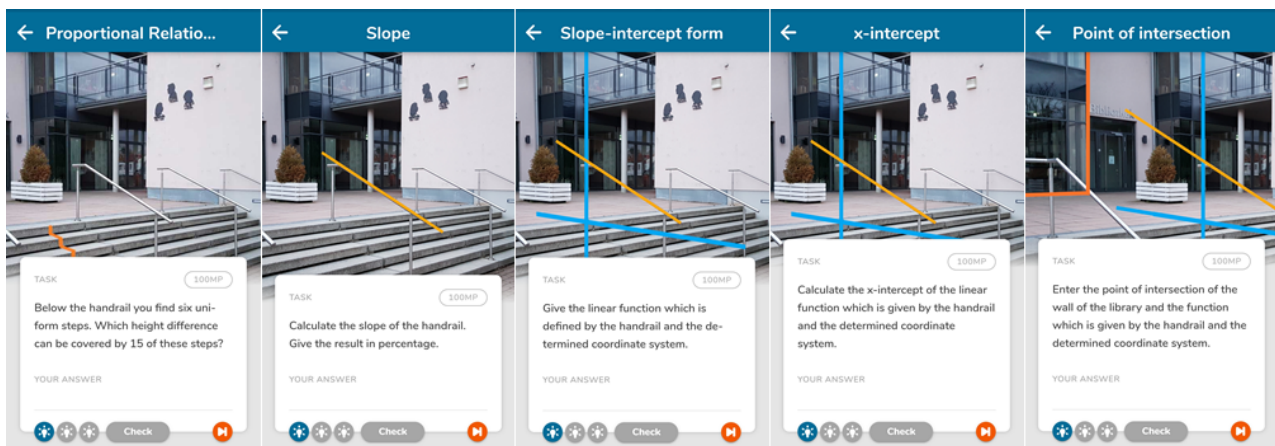 Proportional Relatio...
TASK
100MP
Below the handrail you find six uni-
form steps. Which height difference
can be covered by 15 of these steps?
YOUR ANSWER
Check
Slope
TASK
100MP
Calculate the slope of the handrail.
Give the result in percentage.
YOUR ANSWER
Check
Slope-intercept form
TASK
100MP
Give the linear function which is
defined by the handrail and the de-
termined coordinate system.
YOUR ANSWER
Check
x-intercept
TASK
100MP
Calculate the x-intercept of the linear
function which is given by the handrail
and the determined coordinate
system.
YOUR ANSWER
Check
Point of intersection
TASK
100MP
Enter the point of intersection of the
wall of the library and the function
which is given by the handrail and the
determined coordinate system.
YOUR ANSWER
Check